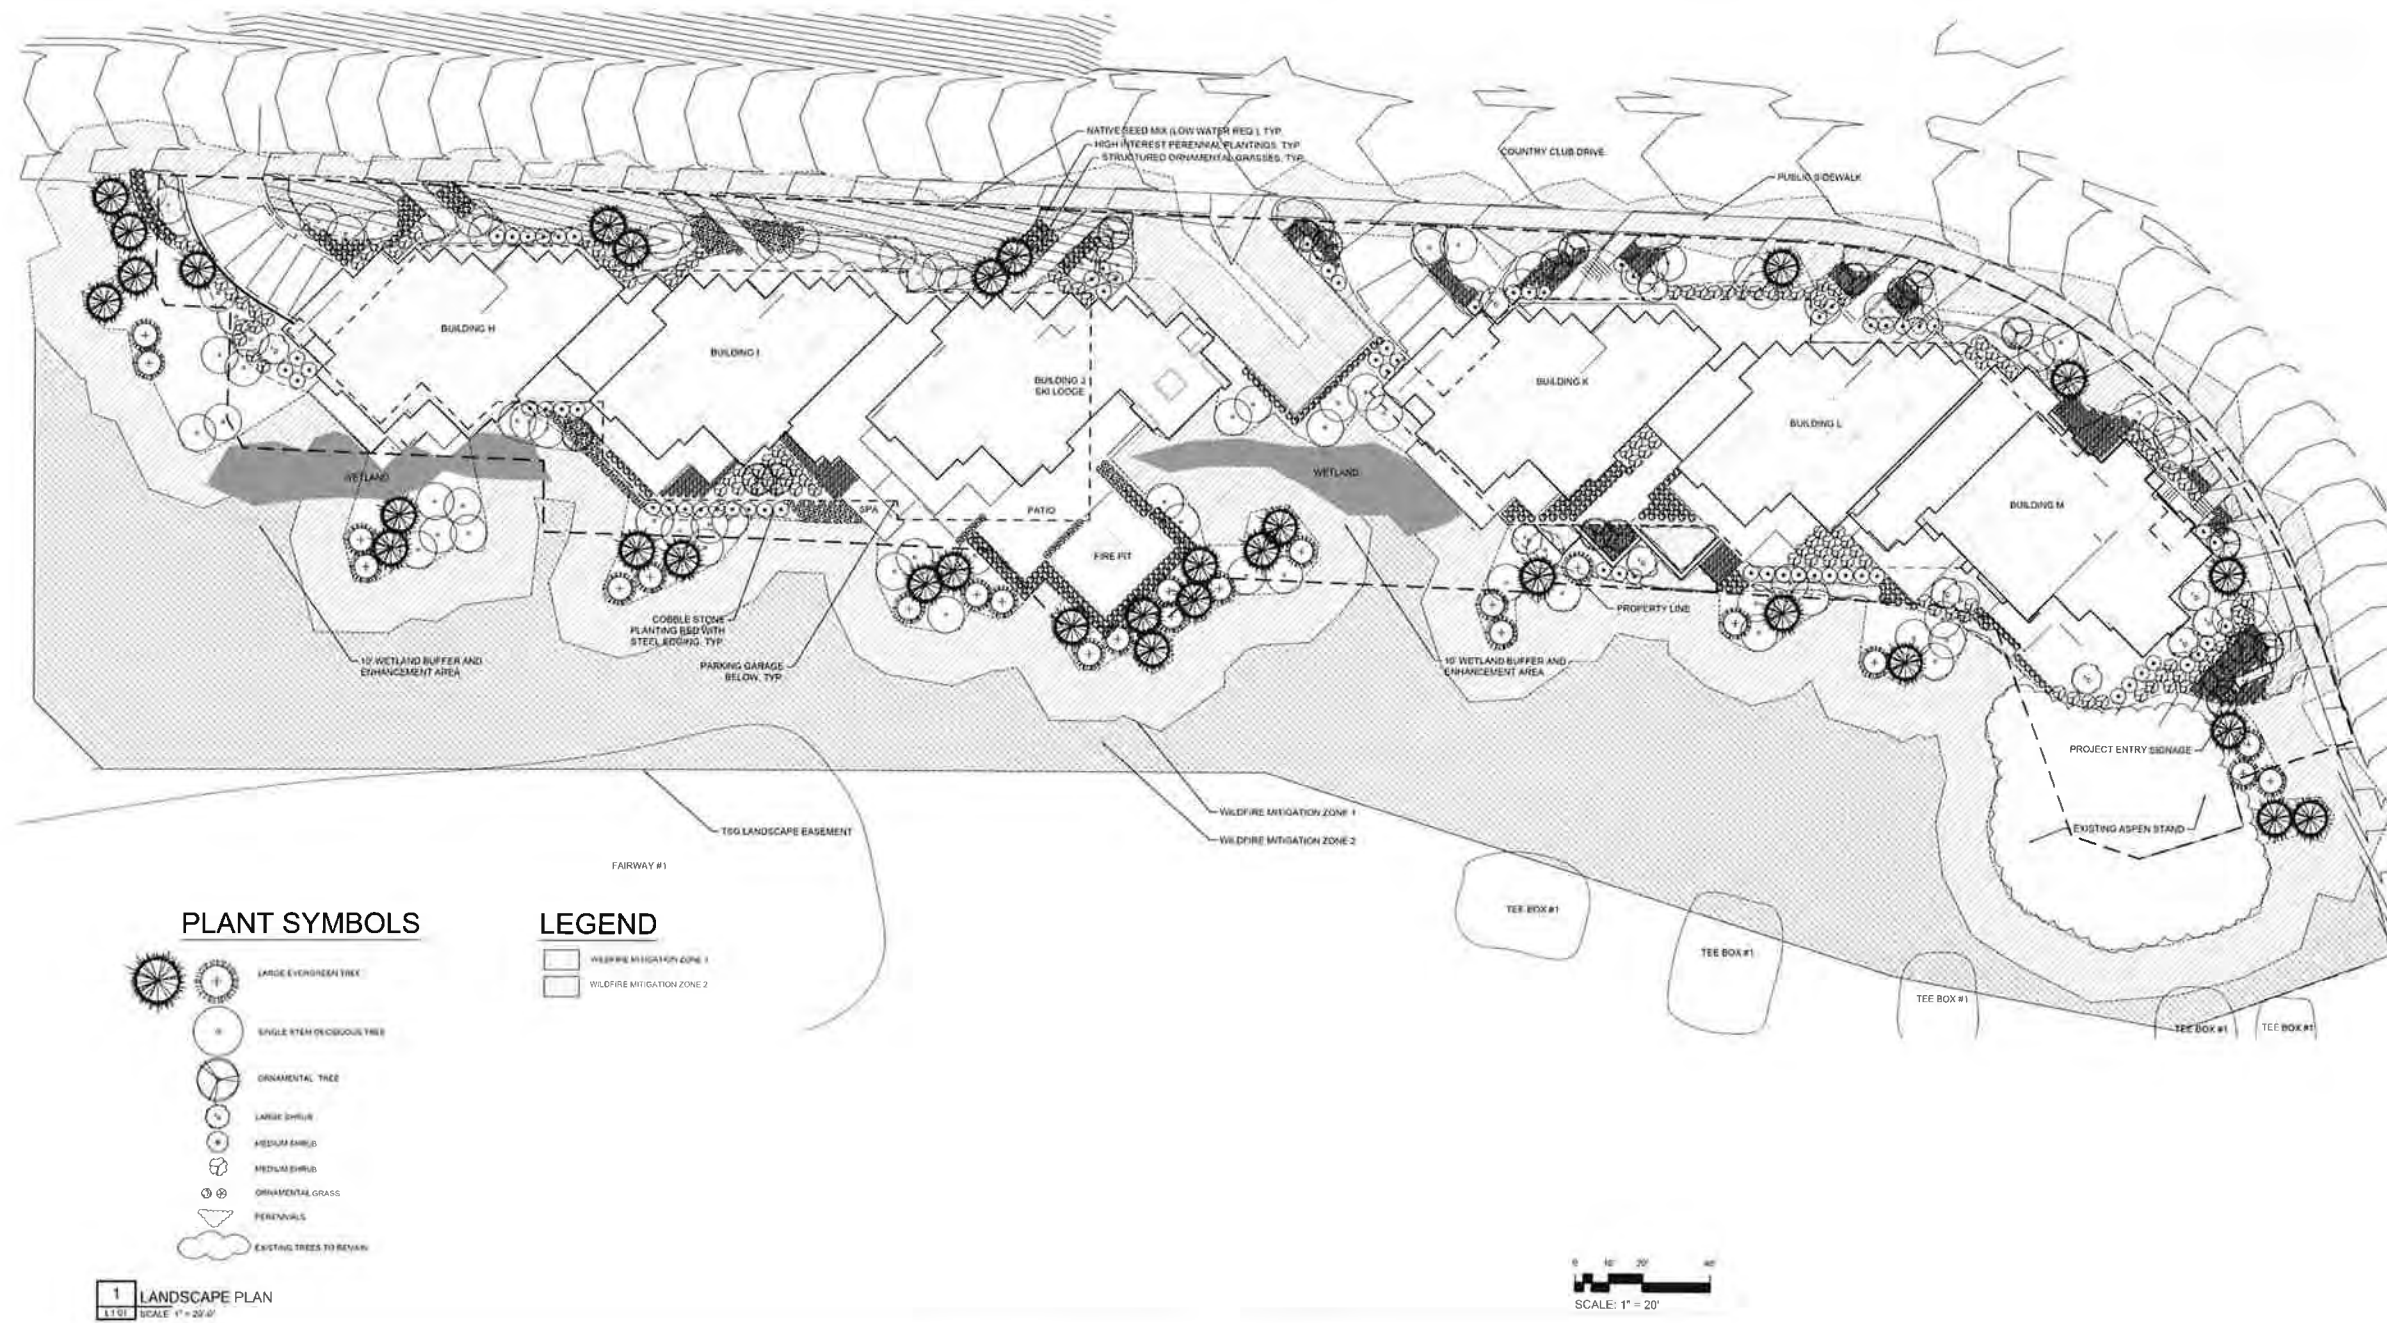 NATIVE SEED MIX (LOW WATER REQ.), TYP.
HIGH INTEREST PERENNIAL PLANTINGS, TYP.
STRUCTURED ORNAMENTAL GRASSES, TYP.
COUNTRY CLUB DRIVE
PUBLIC SIDEWALK
BUILDING H
BUILDING I
BUILDING J
SKI LODGE
BUILDING K
BUILDING L
BUILDING M
WETLAND
WETLAND
SPA
PATIO
FIRE PIT
COBBLE STONE
PLANTING BED WITH
STEEL EDGING, TYP.
PROPERTY LINE
10' WETLAND BUFFER AND
ENHANCEMENT AREA
PARKING GARAGE
BELOW, TYP.
10' WETLAND BUFFER AND
ENHANCEMENT AREA
PROJECT ENTRY SIGNAGE
WILDFIRE MITIGATION ZONE 1
WILDFIRE MITIGATION ZONE 2
TSG LANDSCAPE EASEMENT
EXISTING ASPEN STAND
FAIRWAY #1
TEE BOX #1
TEE BOX #1
TEE BOX #1
TEE BOX #1
TEE BOX #1
PLANT SYMBOLS
LARGE EVERGREEN TREE
SINGLE STEM DECIDUOUS TREE
ORNAMENTAL TREE
LARGE SHRUB
MEDIUM SHRUB
MEDIUM SHRUB
ORNAMENTAL GRASS
PERENNIALS
EXISTING TREES TO REMAIN
LEGEND
WILDFIRE MITIGATION ZONE 1
WILDFIRE MITIGATION ZONE 2
1
L1.01
LANDSCAPE PLAN
SCALE: 1" = 20'-0"
0 10' 20' 40'
SCALE: 1" = 20'